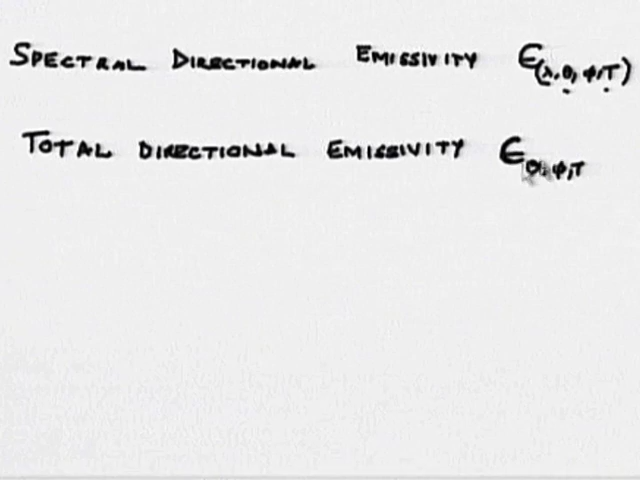 SPECTRAL DIRECTIONAL EMISSIVITY ϵ(λ,θ,φ,T)
TOTAL DIRECTIONAL EMISSIVITY ϵθ,φ,T